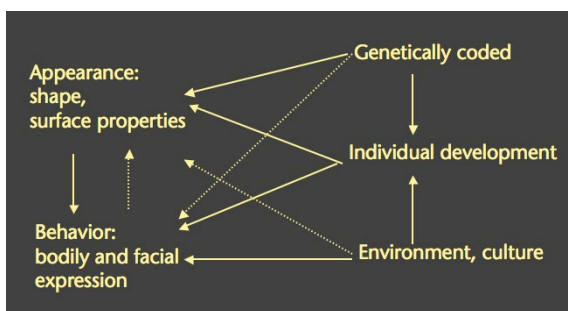 Appearance:
shape,
surface properties
Genetically coded
Individual development
Behavior:
bodily and facial
expression
Environment, culture